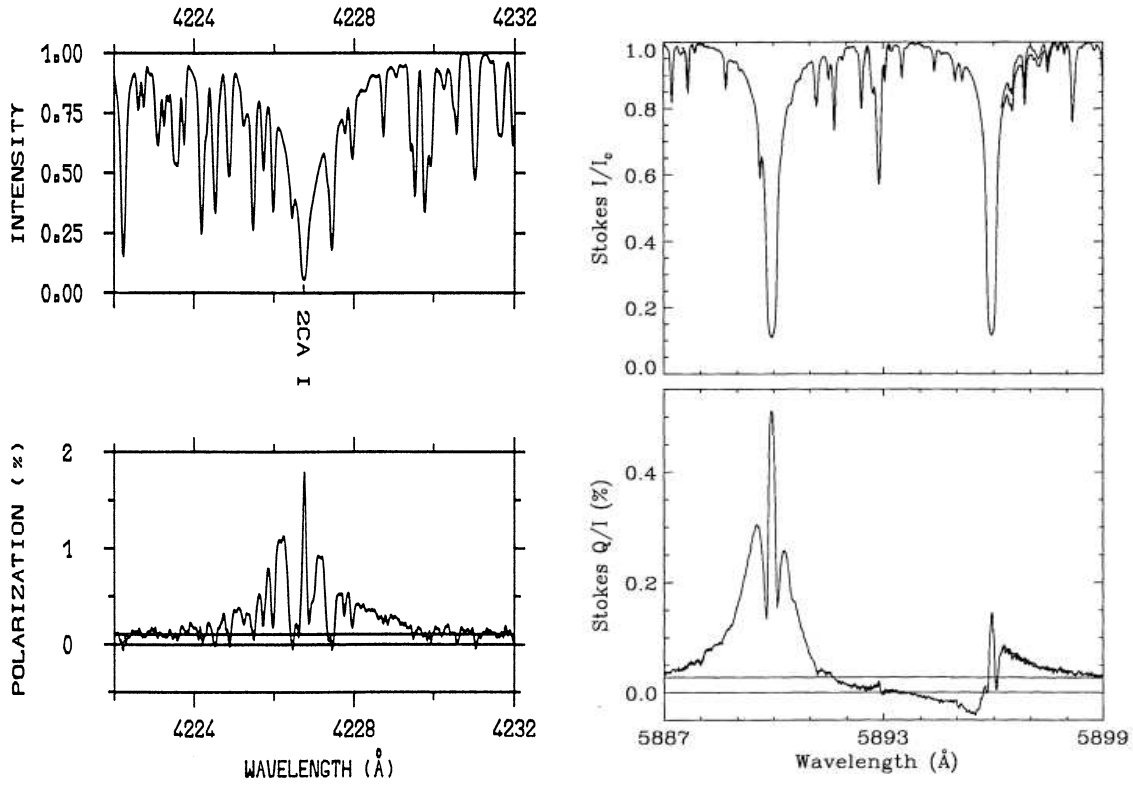 4224 4228 4232
INTENSITY
1.00
0.75
0.50
0.25
0.00
2CA I
POLARIZATION (%)
2
1
0
4224 4228 4232
WAVELENGTH (Å)
Stokes I/Ic
1.0
0.8
0.6
0.4
0.2
0.0
Stokes Q/I (%)
0.4
0.2
0.0
5887 5893 5899
Wavelength (Å)